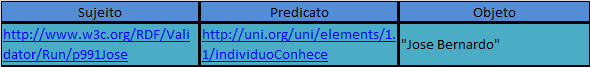 Sujeito Predicato Objeto
http://www.w3c.org/RDF/Vali http://uni.org/uni/elements/1. "Jose Bernardo"
dator/Run/p991Jose 1/individuoConhece